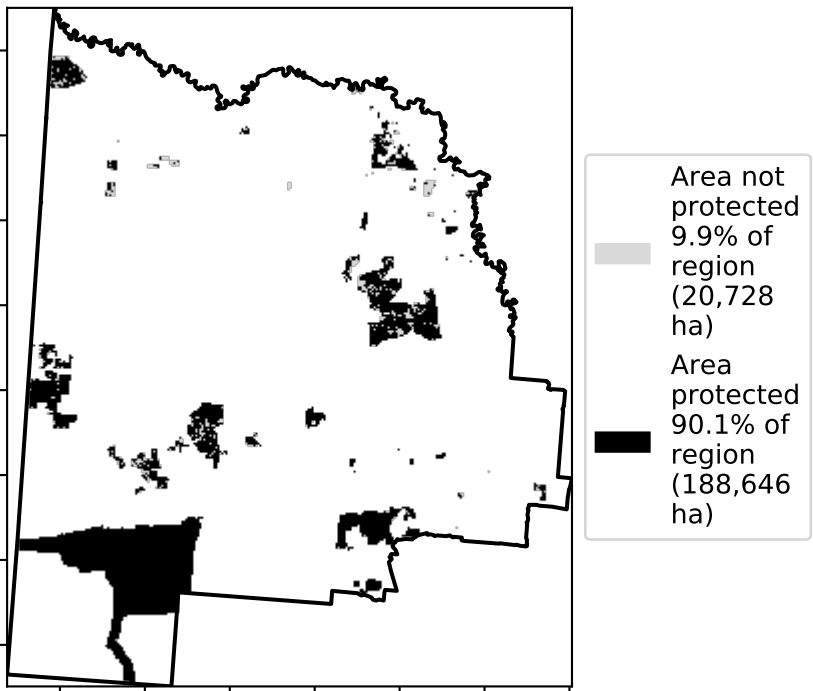 Area not
protected
9.9% of
region
(20,728
ha)
Area
protected
90.1% of
region
(188,646
ha)